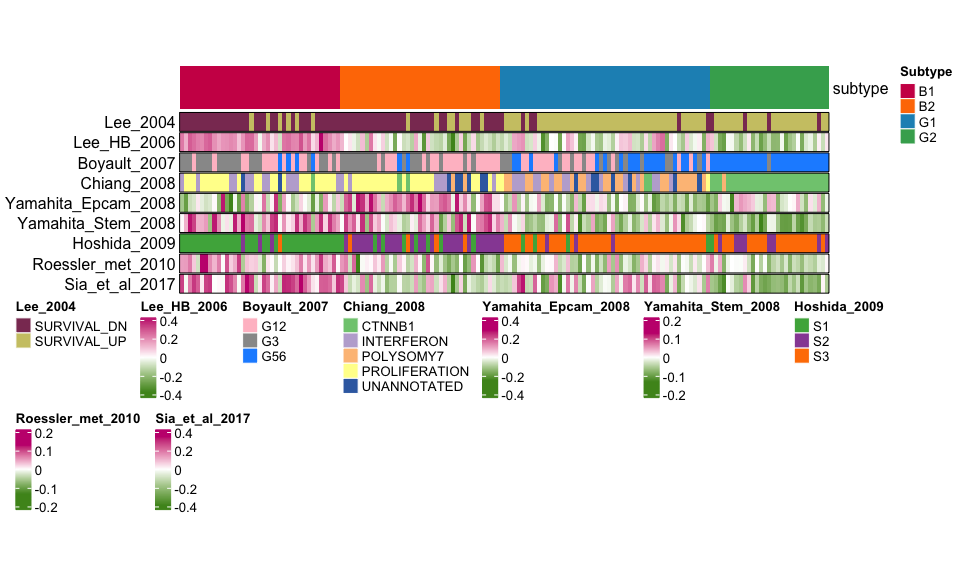 subtype
Subtype
B1
B2
G1
G2
Lee_2004
Lee_HB_2006
Boyault_2007
Chiang_2008
Yamahita_Epcam_2008
Yamahita_Stem_2008
Hoshida_2009
Roessler_met_2010
Sia_et_al_2017
Lee_2004
SURVIVAL_DN
SURVIVAL_UP
Lee_HB_2006
0.4
0.2
0
-0.2
-0.4
Boyault_2007
G12
G3
G56
Chiang_2008
CTNNB1
INTERFERON
POLYSOMY7
PROLIFERATION
UNANNOTATED
Yamahita_Epcam_2008
0.4
0.2
0
-0.2
-0.4
Yamahita_Stem_2008
0.2
0.1
0
-0.1
-0.2
Hoshida_2009
S1
S2
S3
Roessler_met_2010
0.2
0.1
0
-0.1
-0.2
Sia_et_al_2017
0.4
0.2
0
-0.2
-0.4